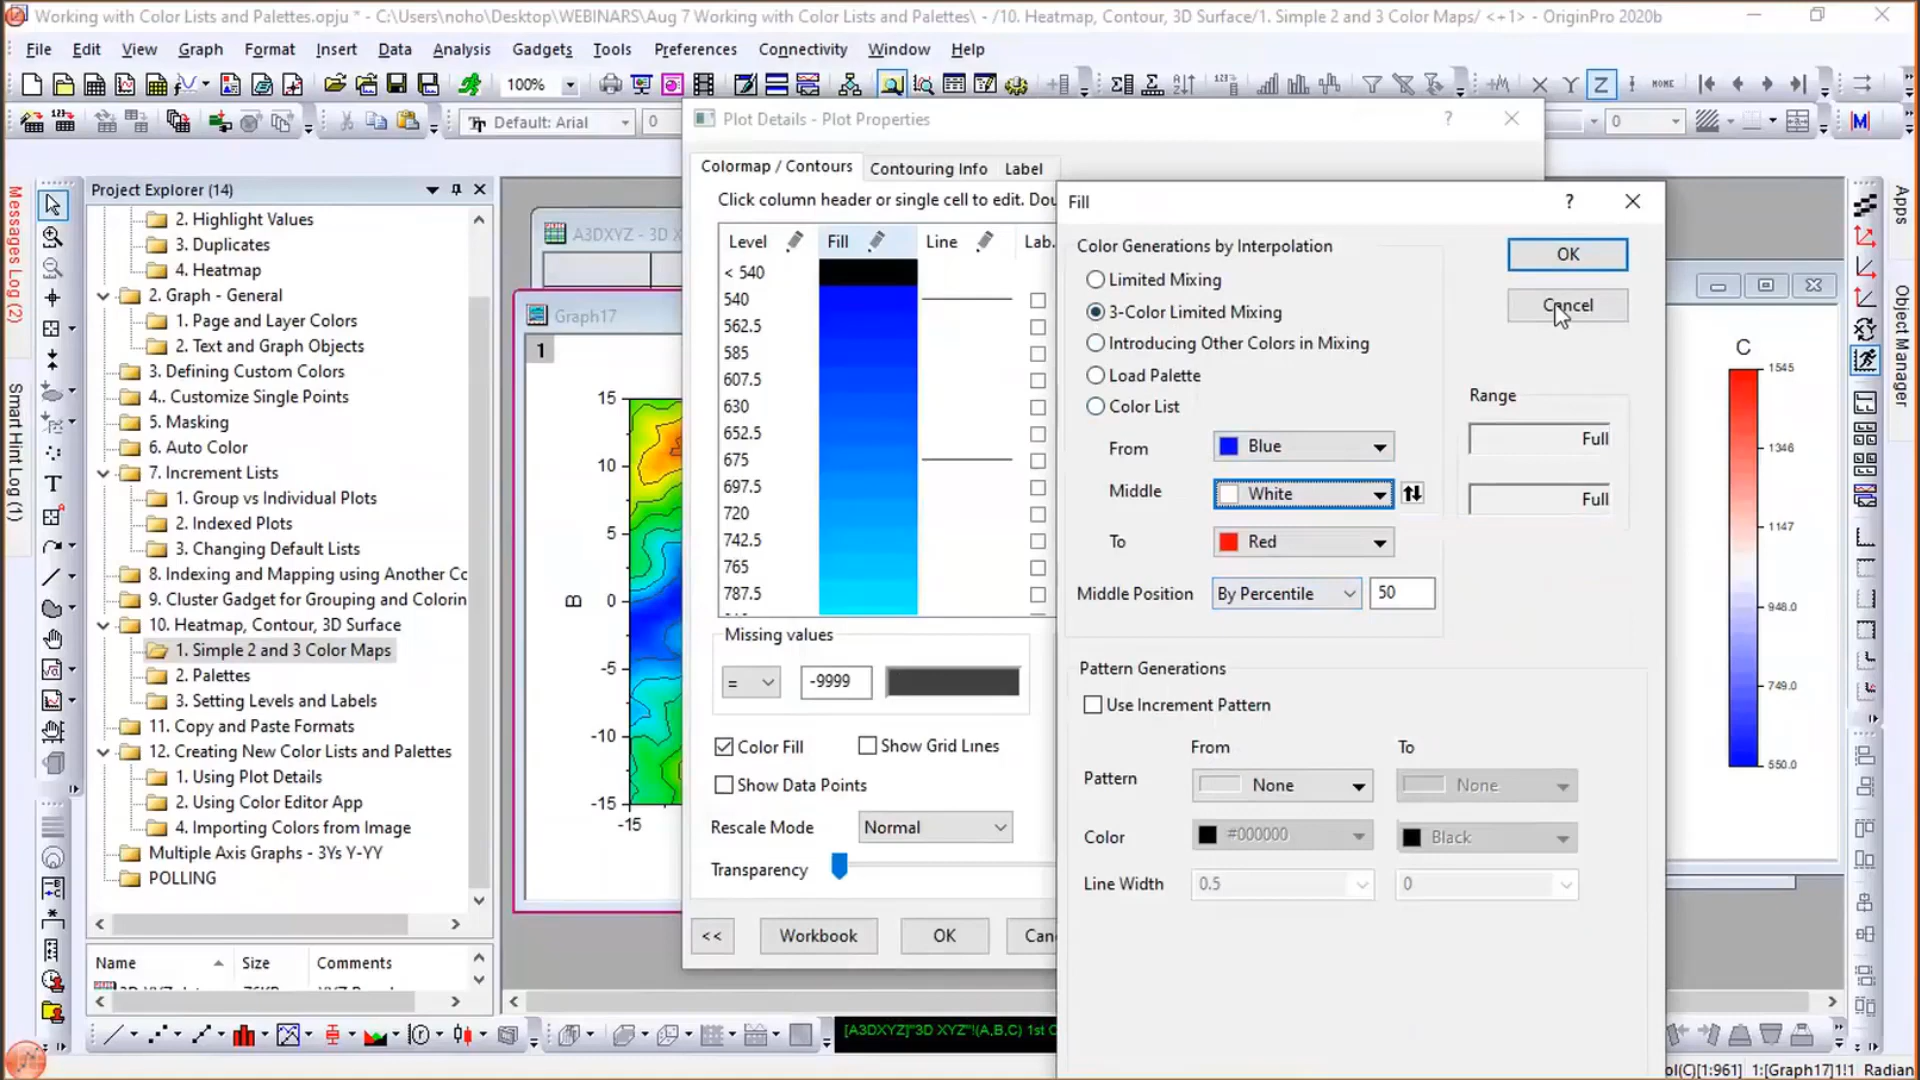 Working with Color Lists and Palettes.opju * - C:\Users\noho\Desktop\WEBINARS\Aug 7 Working with Color Lists and Palettes\ - /10. Heatmap, Contour, 3D Surface/1. Simple 2 and 3 Color Maps/ <+1> - OriginPro 2020b
File Edit View Graph Format Insert Data Analysis Gadgets Tools Preferences Connectivity Window Help
100%
HOME
Default: Arial
0
0
Messages Log (2)
Smart Hint Log (1)
Project Explorer (14)
2. Highlight Values
3. Duplicates
4. Heatmap
2. Graph - General
1. Page and Layer Colors
2. Text and Graph Objects
3. Defining Custom Colors
4.. Customize Single Points
5. Masking
6. Auto Color
7. Increment Lists
1. Group vs Individual Plots
2. Indexed Plots
3. Changing Default Lists
8. Indexing and Mapping using Another Cc
9. Cluster Gadget for Grouping and Colorin
10. Heatmap, Contour, 3D Surface
1. Simple 2 and 3 Color Maps
2. Palettes
3. Setting Levels and Labels
11. Copy and Paste Formats
12. Creating New Color Lists and Palettes
1. Using Plot Details
2. Using Color Editor App
4. Importing Colors from Image
Multiple Axis Graphs - 3Ys Y-YY
POLLING
Name Size Comments
A3DXYZ - 3D X
Graph17
1
15
10
5
0
-5
-10
-15
-15
B
Plot Details - Plot Properties
Colormap / Contours Contouring Info Label
Click column header or single cell to edit. Dou
Level Fill Line Lab.
< 540
540
562.5
585
607.5
630
652.5
675
697.5
720
742.5
765
787.5
Missing values
= -9999
Color Fill Show Grid Lines
Show Data Points
Rescale Mode Normal
Transparency
<< Workbook OK Can
Fill
Color Generations by Interpolation
Limited Mixing
3-Color Limited Mixing
Introducing Other Colors in Mixing
Load Palette
Color List
From Blue
Middle White
To Red
Middle Position By Percentile 50
OK
Cancel
Range
Full
Full
Pattern Generations
Use Increment Pattern
From To
Pattern None None
Color #000000 Black
Line Width 0.5 0
C
1545
1346
1147
948.0
749.0
550.0
Apps
Object Manager
[A3DXYZ]"3D XYZ"!(A,B,C) 1st C
ol(C)[1:961] 1:[Graph17]1!1 Radian